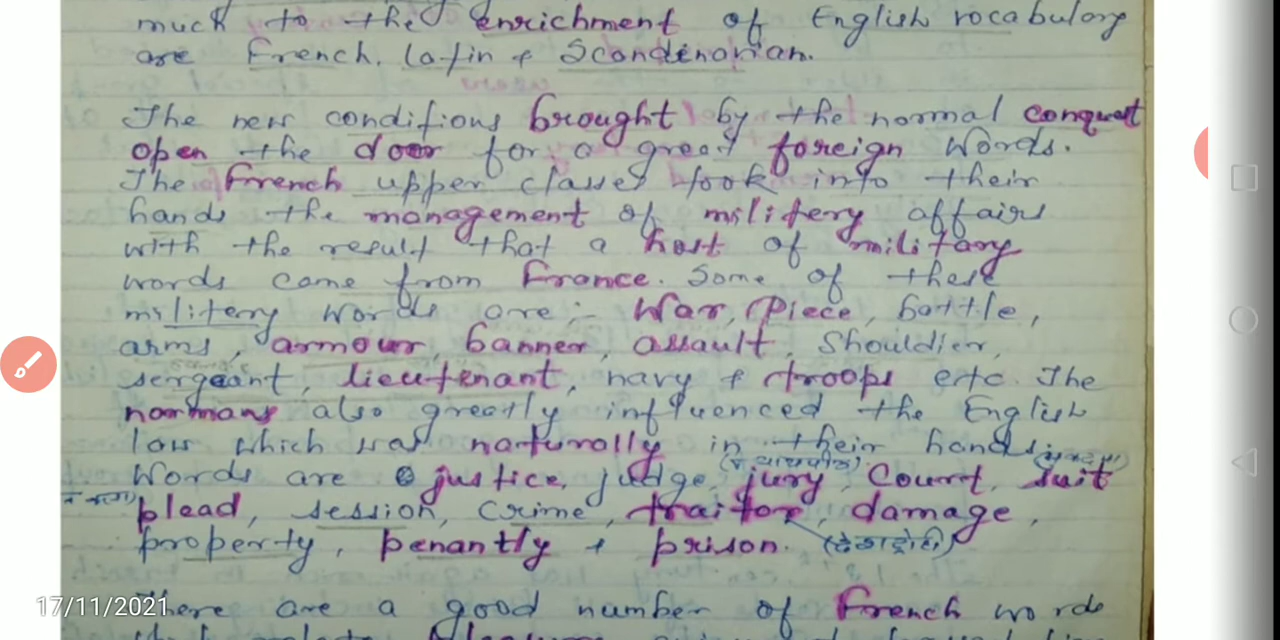 much to the enrichment of English vocabulary
are French, Latin & Scandenavian.
The new conditions brought by the normal conquest
open the door for a great foreign words.
The French upper classes took into their
hands the management of militery affairs
with the result that a host of military
words come from France. Some of these
militery words are :- War, Piece, battle,
arms, armour, banner, assault, Shouldier,
sergeant, lieutenant, navy & troops etc. The
normans also greatly influenced the English
law which was naturally in their hands.
Words are justice, judge, jury, Court, suit
plead, session, crime, traitor, damage,
property, penantly & prison. (देशद्रोही)
17/11/2021
There are a good number of French words